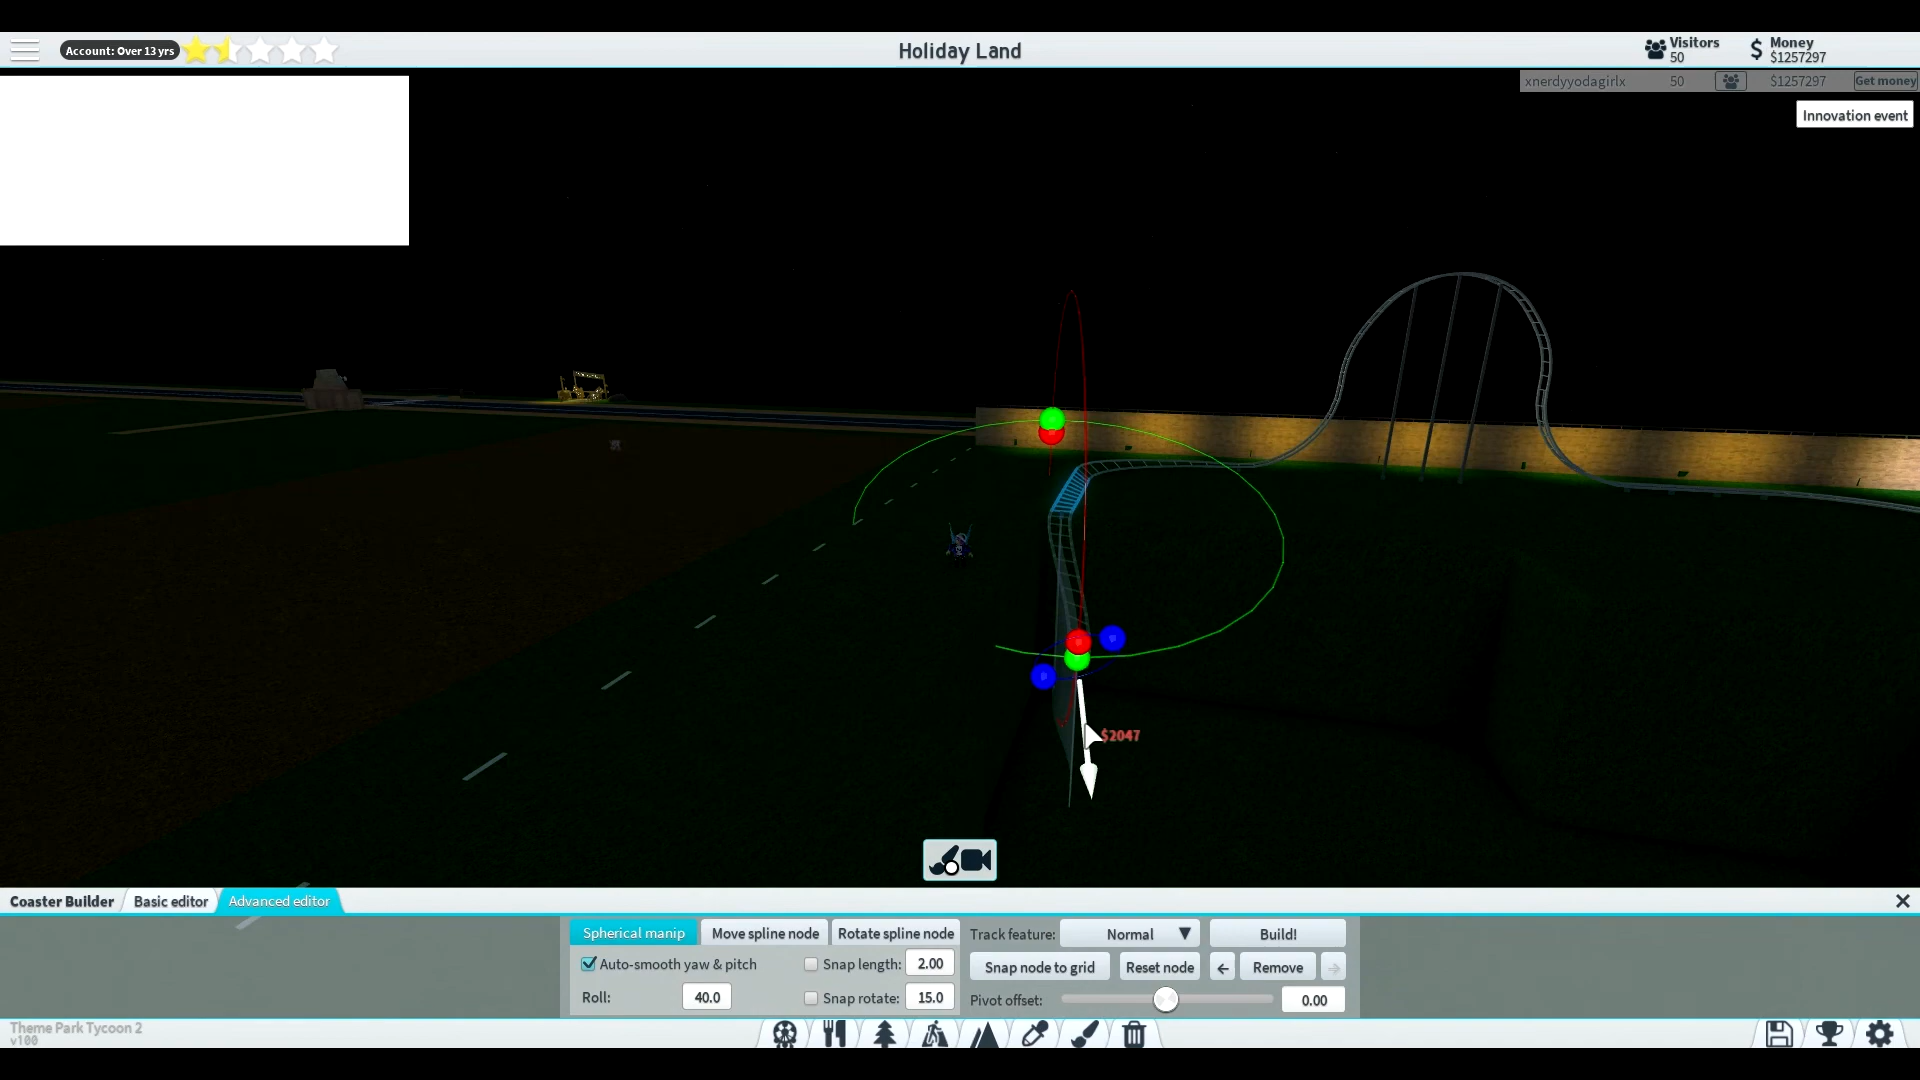 Account: Over 13 yrs
Holiday Land
Visitors
50
$ Money
$1257297
xnerdyyodagirlx 50 $1257297 Get money
Innovation event
$2047
Coaster Builder Basic editor Advanced editor
Spherical manip Move spline node Rotate spline node Track feature: Normal Build!
Auto-smooth yaw & pitch Snap length: 2.00 Snap node to grid Reset node Remove
Roll: 40.0 Snap rotate: 15.0 Pivot offset: 0.00
Theme Park Tycoon 2
v100